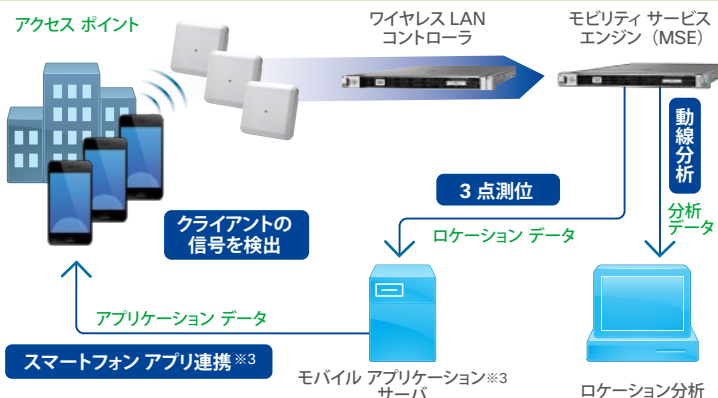 アクセス ポイント
ワイヤレス LAN
コントローラ
モビリティ サービス
エンジン（MSE）
動線分析
3 点測位
分析
データ
クライアントの
信号を検出
ロケーション データ
アプリケーション データ
スマートフォン アプリ連携※3
モバイル アプリケーション※3
サーバ
ロケーション分析